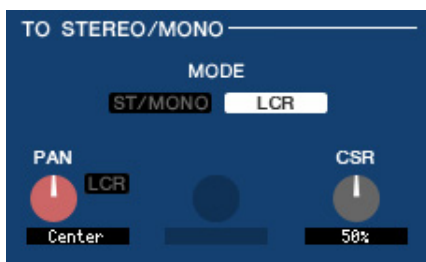 TO STEREO/MONO
MODE
ST/MONO LCR
PAN CSR
LCR
Center 50%